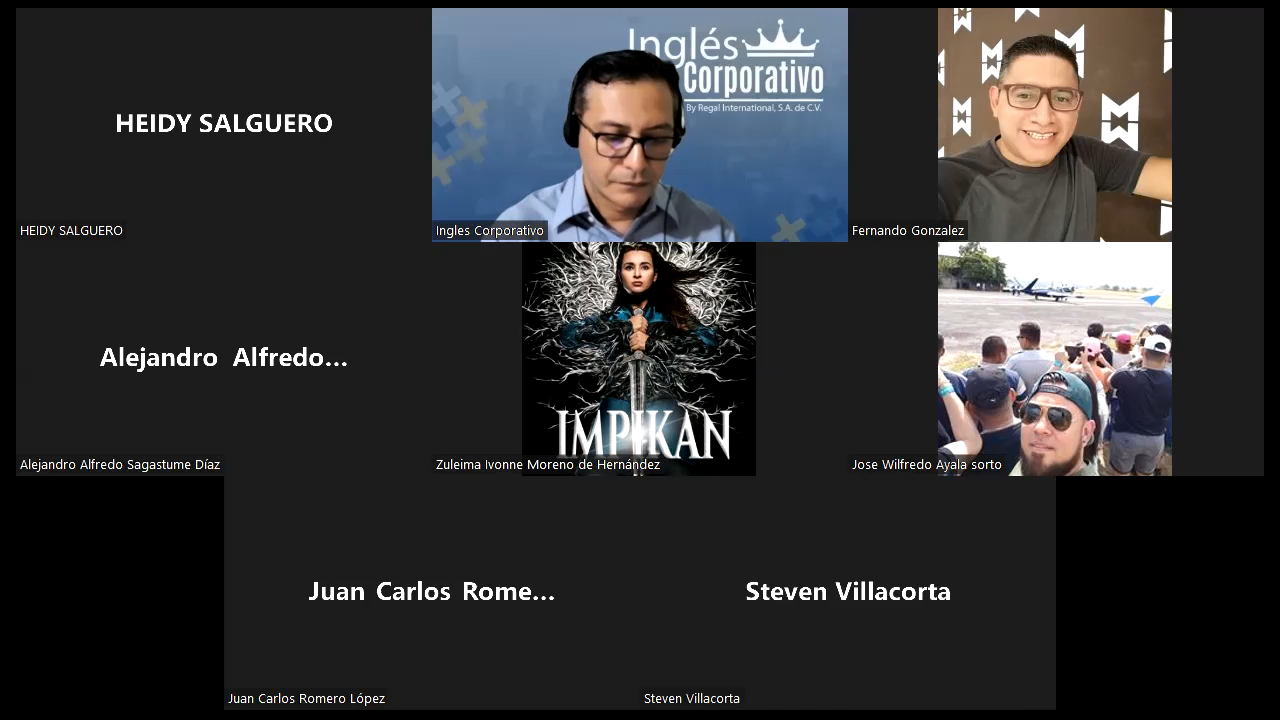 HEIDY SALGUERO
HEIDY SALGUERO
Inglés
Corporativo
By Regal International, S.A. de C.V.
Ingles Corporativo
Fernando Gonzalez
Alejandro Alfredo...
Alejandro Alfredo Sagastume Díaz
IMPIKAN
Zuleima Ivonne Moreno de Hernández
Jose Wilfredo Ayala sorto
Juan Carlos Rome...
Juan Carlos Romero López
Steven Villacorta
Steven Villacorta